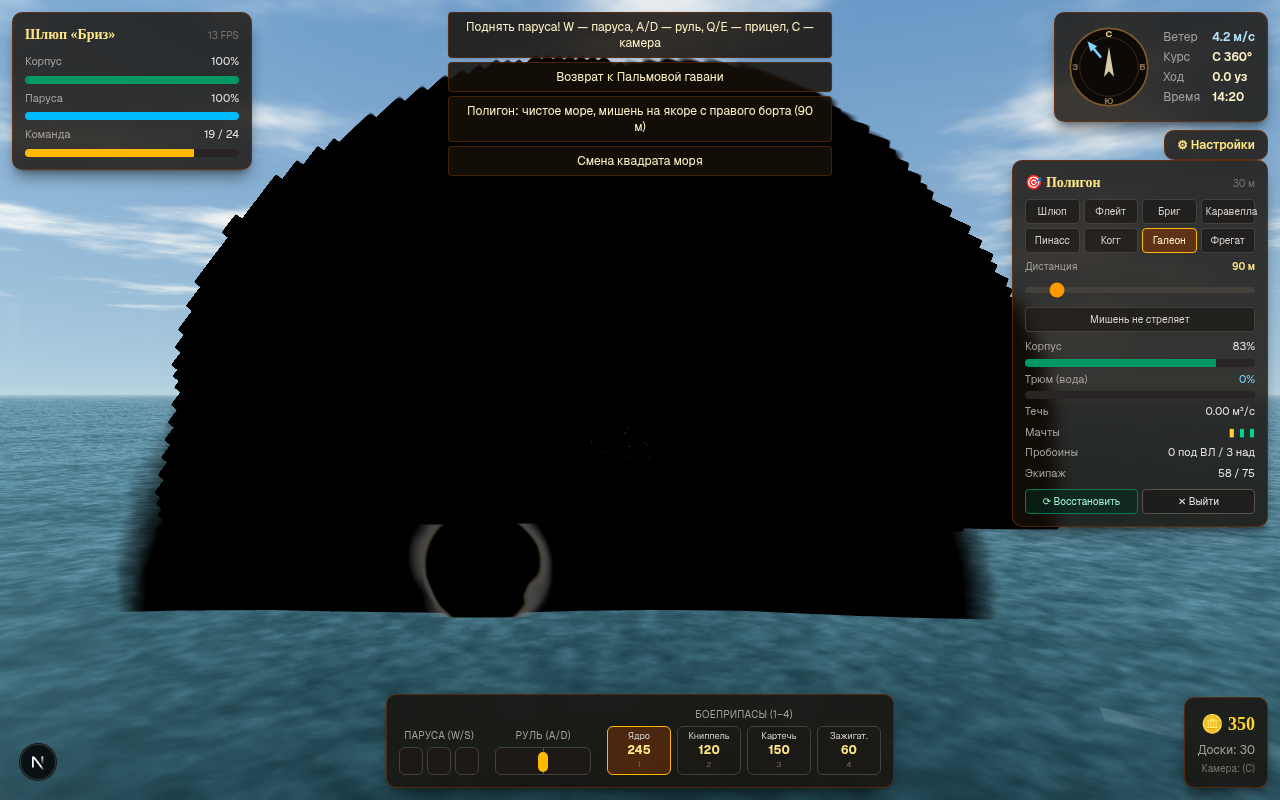 Шлюп «Бриз»
13 FPS
Корпус
100%
Паруса
100%
Команда
19 / 24
Поднять паруса! W — паруса, A/D — руль, Q/E — прицел, C —
камера
Возврат к Пальмовой гавани
Полигон: чистое море, мишень на якоре с правого борта (90
м)
Смена квадрата моря
С
З
В
Ю
Ветер
4.2 м/с
Курс
С 360°
Ход
0.0 уз
Время
14:20
⚙ Настройки
🎯 Полигон
30 м
Шлюп
Флейт
Бриг
Каравелла
Пинасс
Когг
Галеон
Фрегат
Дистанция
90 м
Мишень не стреляет
Корпус
83%
Трюм (вода)
0%
Течь
0.00 м³/с
Мачты
Пробоины
0 под ВЛ / 3 над
Экипаж
58 / 75
⟳ Восстановить
✕ Выйти
ПАРУСА (W/S)
РУЛЬ (A/D)
БОЕПРИПАСЫ (1–4)
Ядро
245
1
Книппель
120
2
Картечь
150
3
Зажигат.
60
4
🪙 350
Доски: 30
Камера: (C)
N